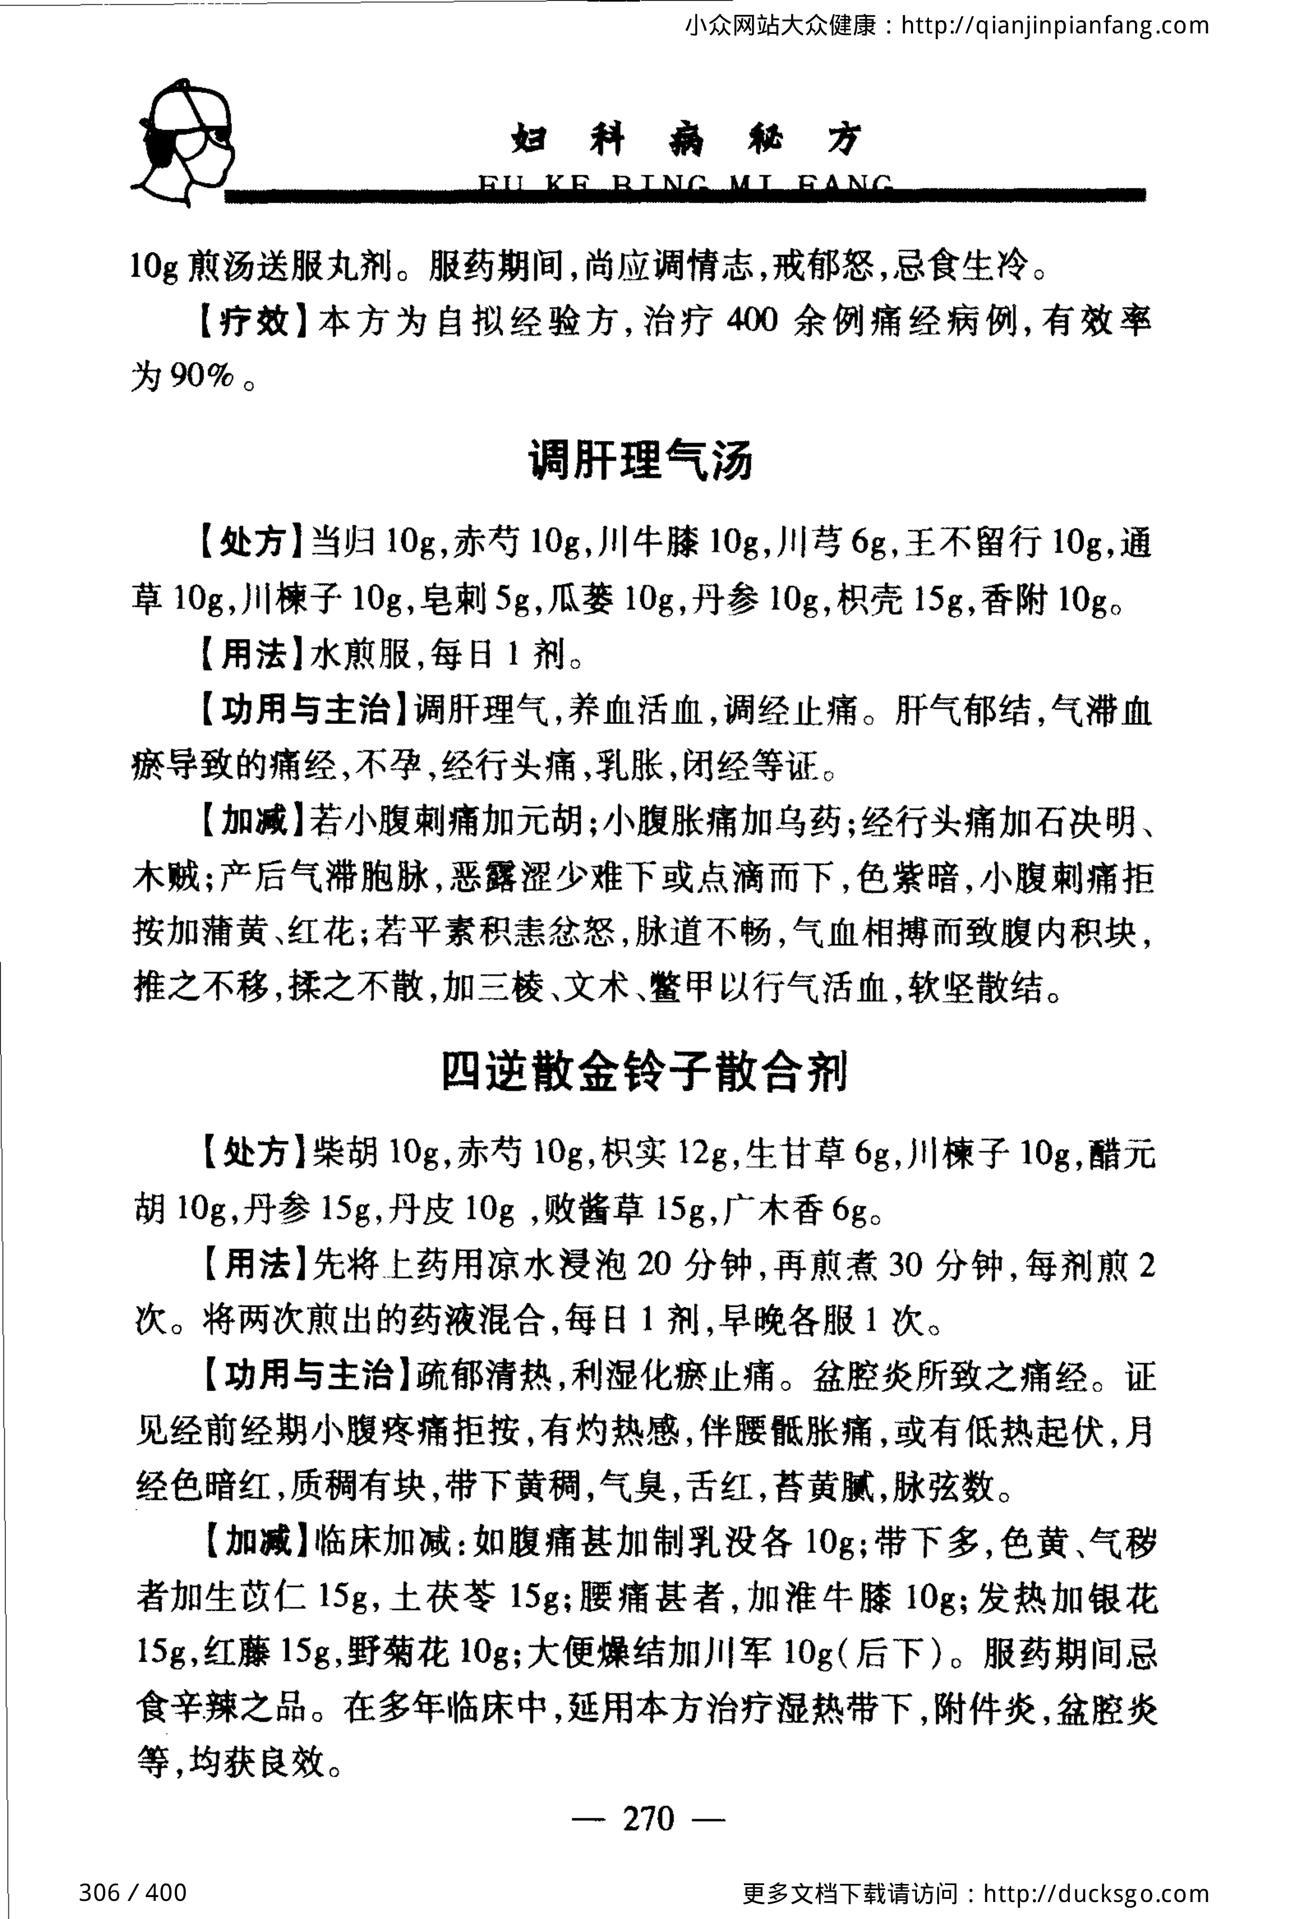 小众网站大众健康：http://qianjinpianfang.com
妇科病秘方
FU KE BING MI FANG
10g 煎汤送服丸剂。服药期间,尚应调情志,戒郁怒,忌食生冷。
【疗效】本方为自拟经验方,治疗 400 余例痛经病例,有效率
为 90%。
调肝理气汤
【处方】当归 10g,赤芍 10g,川牛膝 10g,川芎 6g,王不留行 10g,通
草 10g,川楝子 10g,皂刺 5g,瓜蒌 10g,丹参 10g,枳壳 15g,香附 10g。
【用法】水煎服,每日 1 剂。
【功用与主治】调肝理气,养血活血,调经止痛。肝气郁结,气滞血
瘀导致的痛经,不孕,经行头痛,乳胀,闭经等证。
【加减】若小腹刺痛加元胡;小腹胀痛加乌药;经行头痛加石决明、
木贼;产后气滞胞脉,恶露涩少难下或点滴而下,色紫暗,小腹刺痛拒
按加蒲黄、红花;若平素积恚忿怒,脉道不畅,气血相搏而致腹内积块,
推之不移,揉之不散,加三棱、文术、鳖甲以行气活血,软坚散结。
四逆散金铃子散合剂
【处方】柴胡 10g,赤芍 10g,枳实 12g,生甘草 6g,川楝子 10g,醋元
胡 10g,丹参 15g,丹皮 10g ,败酱草 15g,广木香 6g。
【用法】先将上药用凉水浸泡 20 分钟,再煎煮 30 分钟,每剂煎 2
次。将两次煎出的药液混合,每日 1 剂,早晚各服 1 次。
【功用与主治】疏郁清热,利湿化瘀止痛。盆腔炎所致之痛经。证
见经前经期小腹疼痛拒按,有灼热感,伴腰骶胀痛,或有低热起伏,月
经色暗红,质稠有块,带下黄稠,气臭,舌红,苔黄腻,脉弦数。
【加减】临床加减:如腹痛甚加制乳没各 10g;带下多,色黄、气秽
者加生苡仁 15g,土茯苓 15g;腰痛甚者,加淮牛膝 10g;发热加银花
15g,红藤 15g,野菊花 10g;大便燥结加川军 10g(后下)。服药期间忌
食辛辣之品。在多年临床中,延用本方治疗湿热带下,附件炎,盆腔炎
等,均获良效。
— 270 —
306 / 400
更多文档下载请访问：http://ducksgo.com